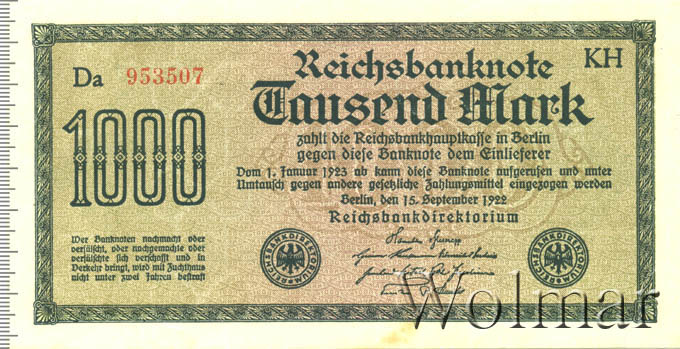 Da 953507
KH
1000
Reichsbanknote
Tausend Mark
zahlt die Reichsbankhauptkasse in Berlin
gegen diese Banknote dem Einlieferer
Vom 1. Januar 1923 ab kann diese Banknote aufgerufen und unter
Umtausch gegen andere gesetzliche Zahlungsmittel eingezogen werden
Berlin, den 15. September 1922
Reichsbankdirektorium
Wer Banknoten nachmacht oder
verfälscht, oder nachgemachte oder
verfälschte sich verschafft und in
Verkehr bringt, wird mit Zuchthaus
nicht unter zwei Jahren bestraft
REICHSBANKDIREKTORIUM
REICHSBANKDIREKTORIUM
Wolmar